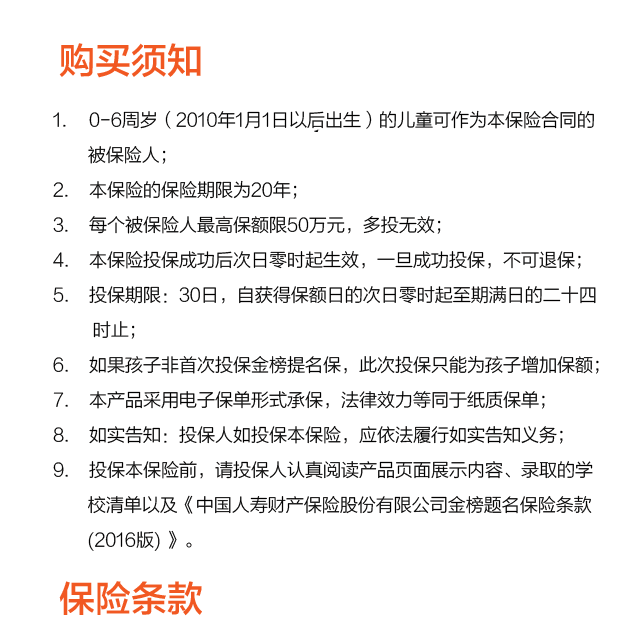 购买须知
1. 0-6周岁（2010年1月1日以后出生）的儿童可作为本保险合同的
被保险人；
2. 本保险的保险期限为20年；
3. 每个被保险人最高保额限50万元，多投无效；
4. 本保险投保成功后次日零时起生效，一旦成功投保，不可退保；
5. 投保期限：30日，自获得保额日的次日零时起至期满日的二十四
时止；
6. 如果孩子非首次投保金榜提名保，此次投保只能为孩子增加保额；
7. 本产品采用电子保单形式承保，法律效力等同于纸质保单；
8. 如实告知：投保人如投保本保险，应依法履行如实告知义务；
9. 投保本保险前，请投保人认真阅读产品页面展示内容、录取的学
校清单以及《中国人寿财产保险股份有限公司金榜题名保险条款
(2016版) 》。
保险条款